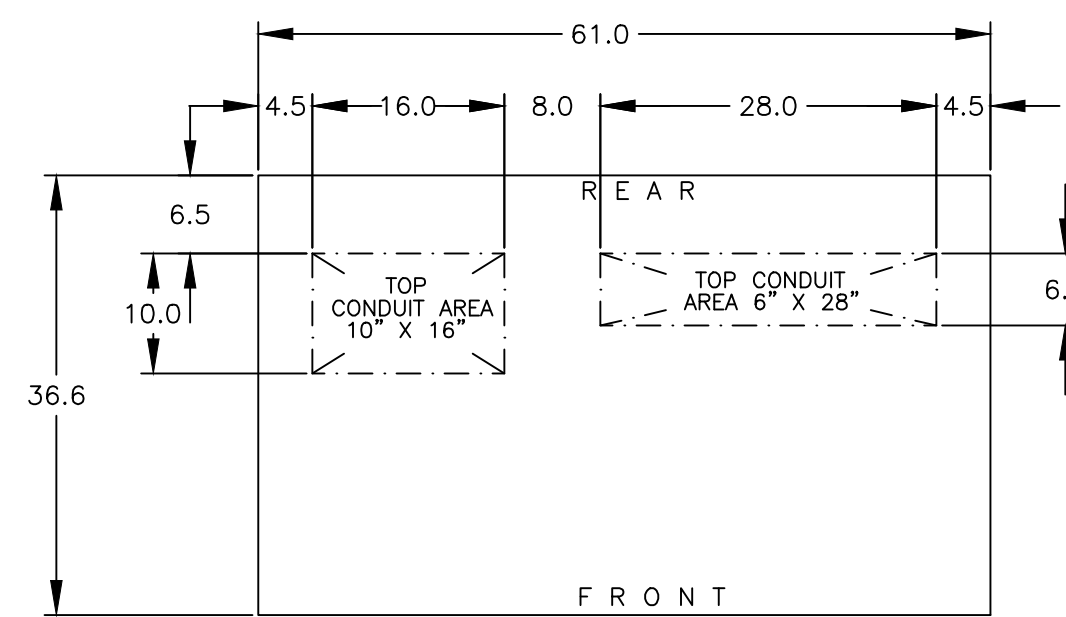 61.0
4.5 16.0 8.0 28.0 4.5
REAR
6.5
TOP
CONDUIT AREA
10” X 16”
TOP CONDUIT
AREA 6” X 28”
6.
10.0
36.6
FRONT